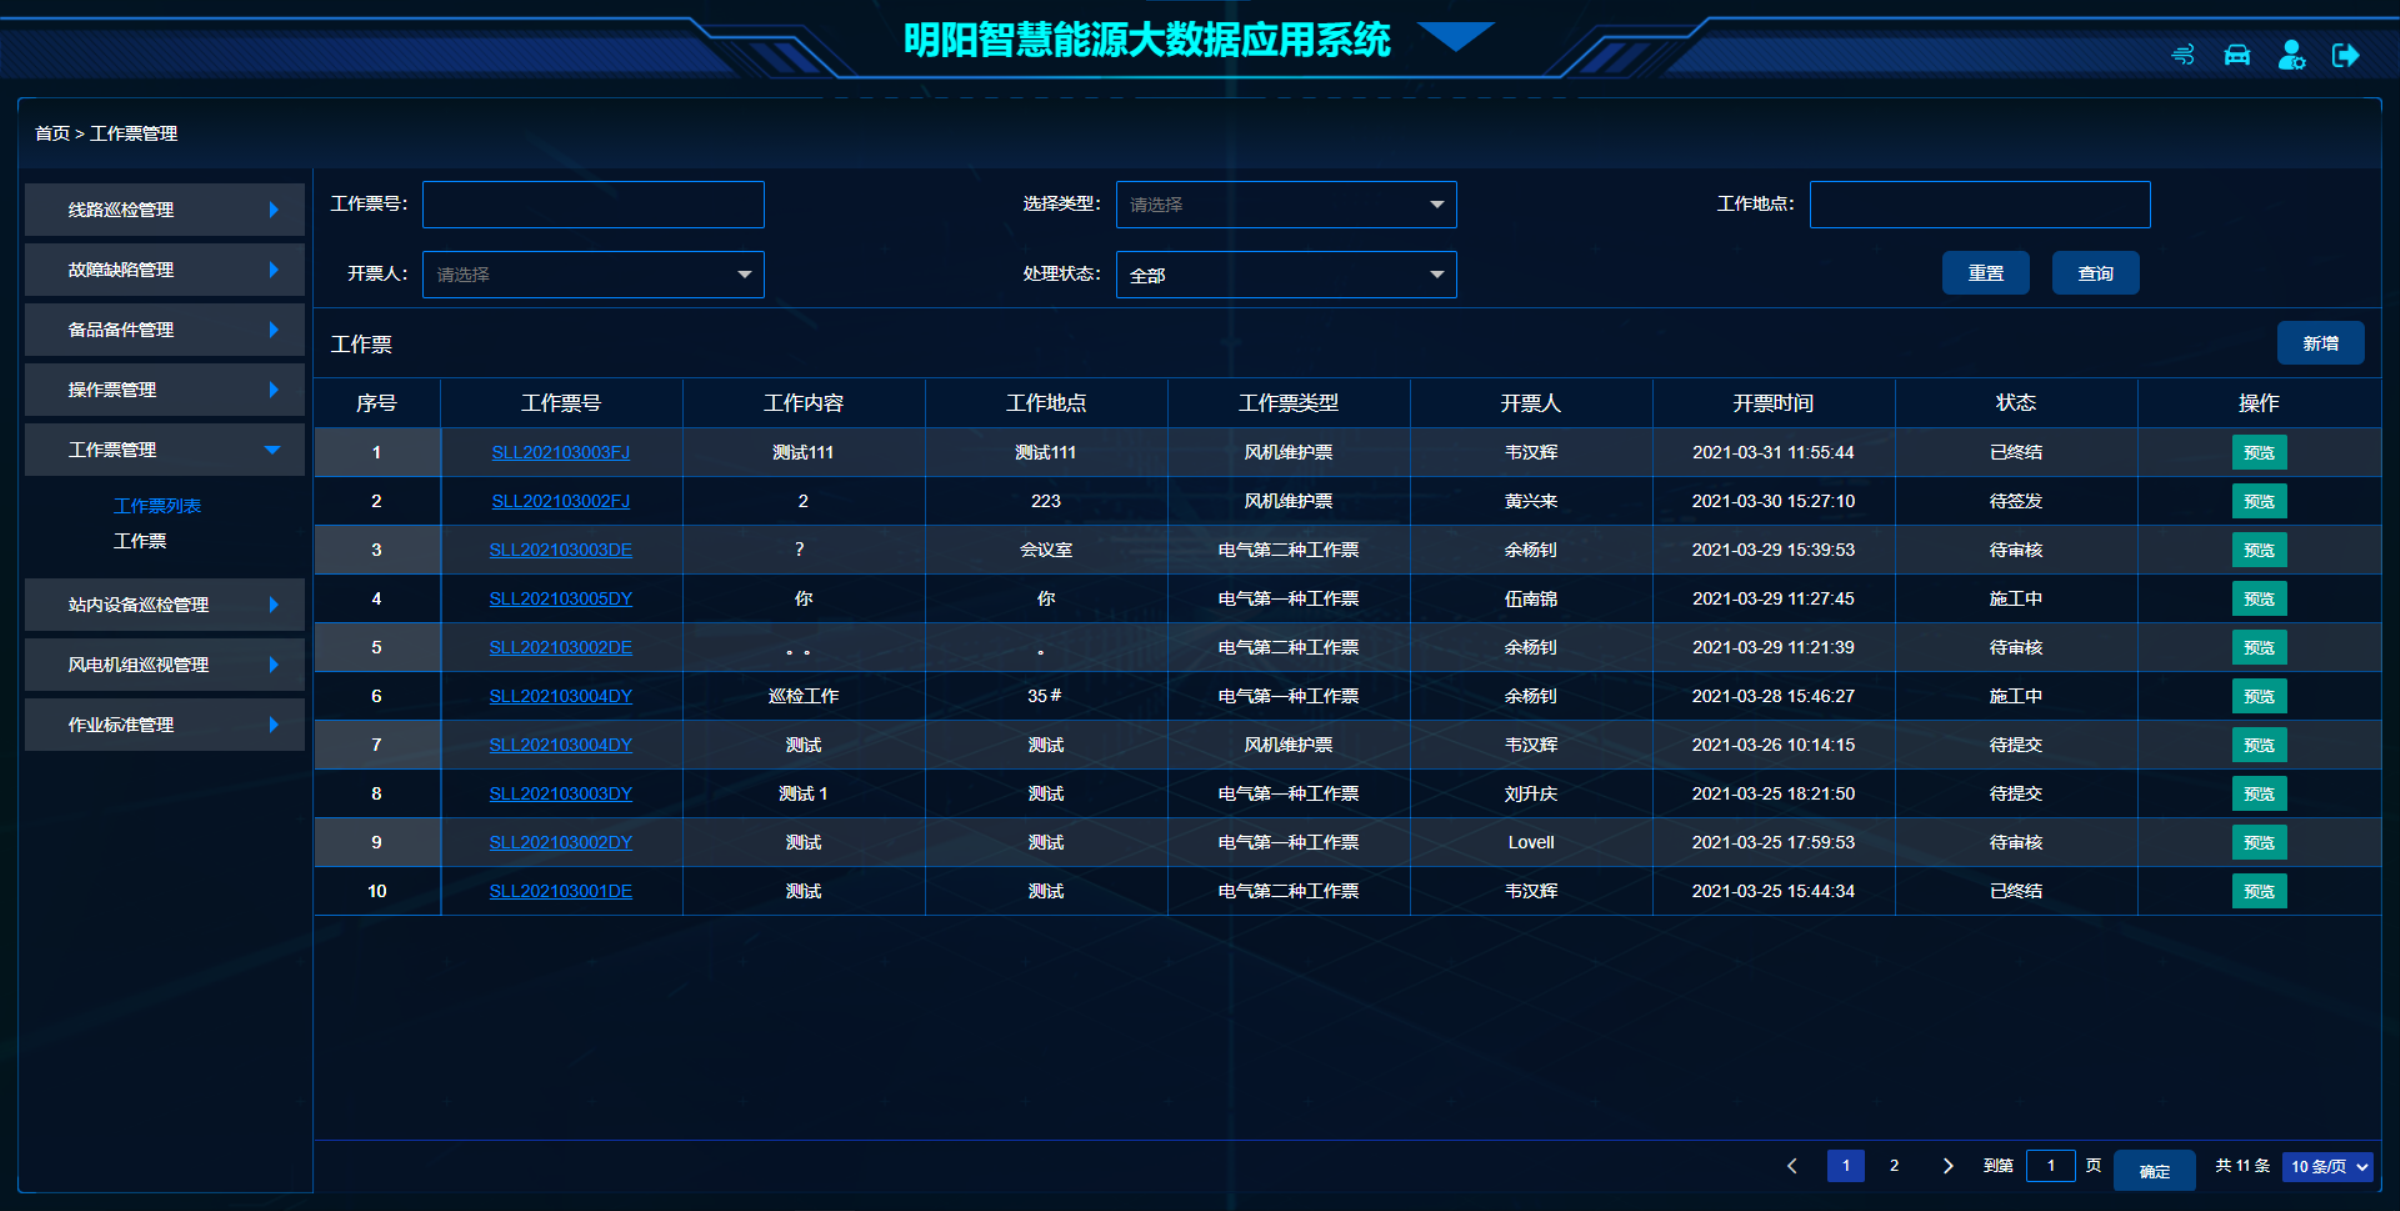 明阳智慧能源大数据应用系统
首页 > 工作票管理
线路巡检管理
故障缺陷管理
备品备件管理
操作票管理
工作票管理
工作票列表
工作票
站内设备巡检管理
风电机组巡视管理
作业标准管理
工作票号： 选择类型： 请选择 工作地点：
开票人： 请选择 处理状态： 全部 重置 查询
工作票 新增
序号 工作票号 工作内容 工作地点 工作票类型 开票人 开票时间 状态 操作
1 SLL202103003FJ 测试111 测试111 风机维护票 韦汉辉 2021-03-31 11:55:44 已终结 预览
2 SLL202103002FJ 2 223 风机维护票 黄兴来 2021-03-30 15:27:10 待签发 预览
3 SLL202103003DE ？ 会议室 电气第二种工作票 余杨钊 2021-03-29 15:39:53 待审核 预览
4 SLL202103005DY 你 你 电气第一种工作票 伍南锦 2021-03-29 11:27:45 施工中 预览
5 SLL202103002DE 。。 。 电气第二种工作票 余杨钊 2021-03-29 11:21:39 待审核 预览
6 SLL202103004DY 巡检工作 35＃ 电气第一种工作票 余杨钊 2021-03-28 15:46:27 施工中 预览
7 SLL202103004DY 测试 测试 风机维护票 韦汉辉 2021-03-26 10:14:15 待提交 预览
8 SLL202103003DY 测试 1 测试 电气第一种工作票 刘升庆 2021-03-25 18:21:50 待提交 预览
9 SLL202103002DY 测试 测试 电气第一种工作票 Lovell 2021-03-25 17:59:53 待审核 预览
10 SLL202103001DE 测试 测试 电气第二种工作票 韦汉辉 2021-03-25 15:44:34 已终结 预览
1 2 到第 1 页 确定 共 11 条 10 条/页